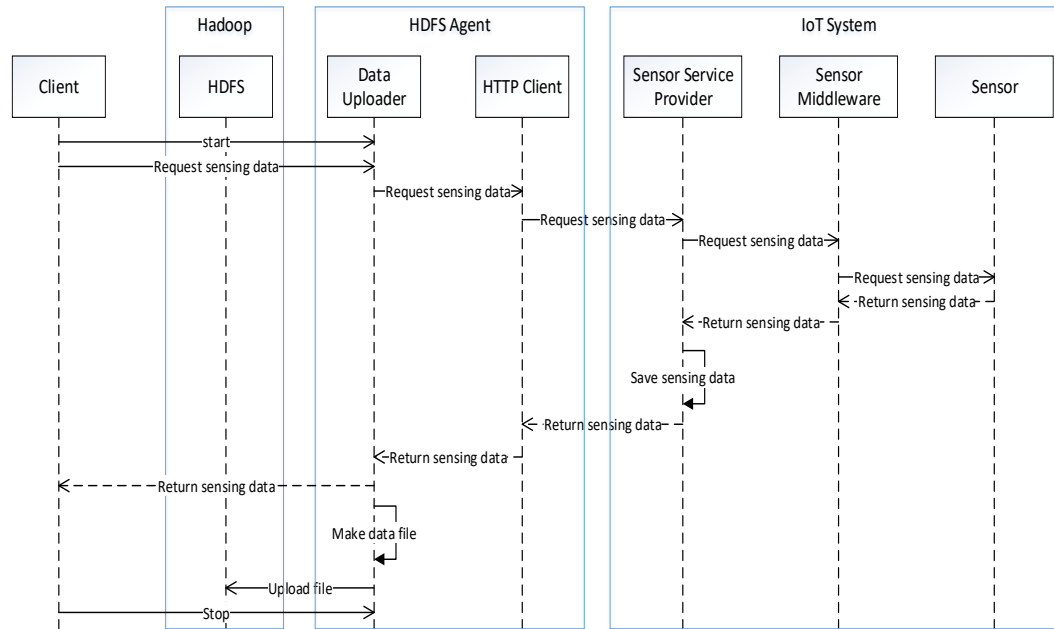 Hadoop
HDFS Agent
IoT System
Client
HDFS
Data
Uploader
HTTP Client
Sensor Service
Provider
Sensor
Middleware
Sensor
start
Request sensing data
Request sensing data
Request sensing data
Request sensing data
Request sensing data
Return sensing data
Return sensing data
Save sensing data
Return sensing data
Return sensing data
Return sensing data
Make data file
Upload file
Stop